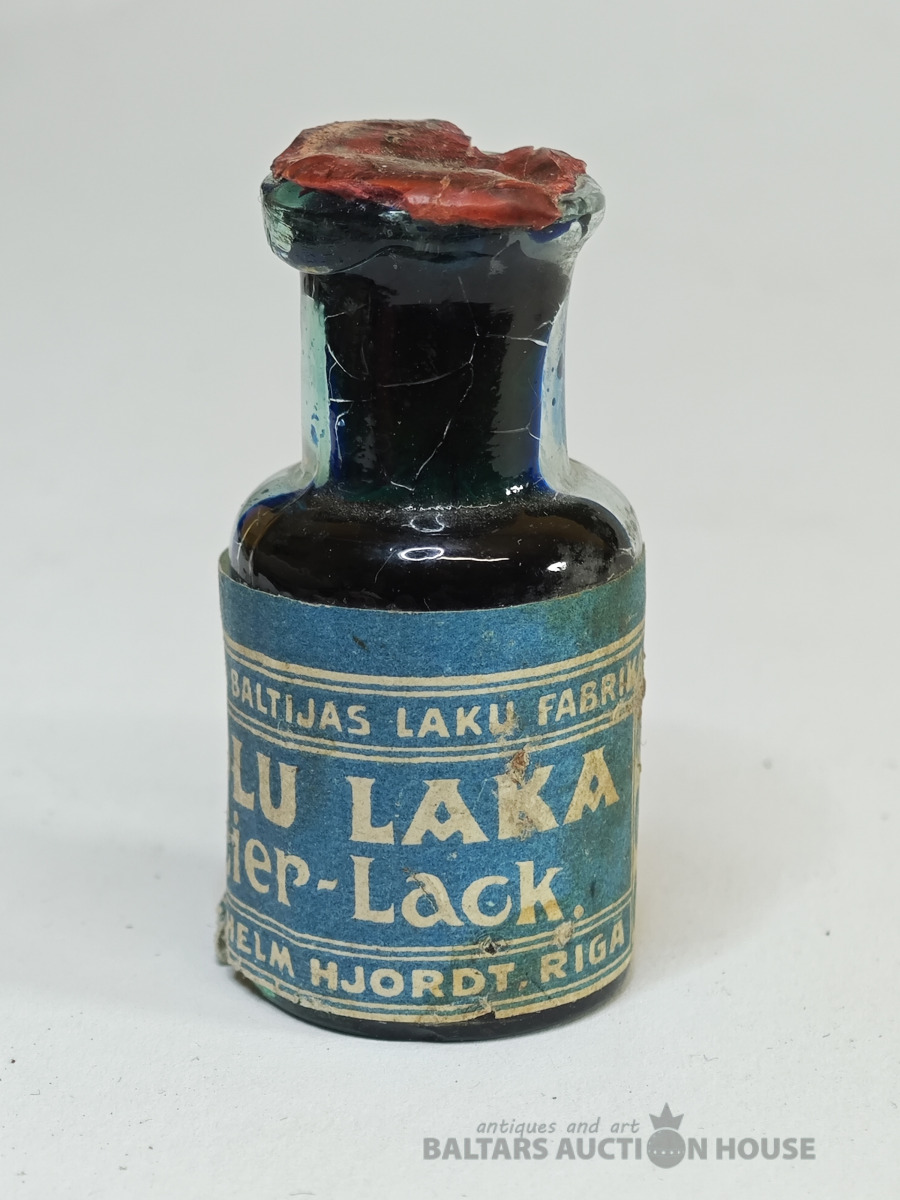 BALTIJAS LAKU FABRIK
LU LAKA
ier-Lack.
HELM HJORDT, RIGA
antiques and art
BALTARS AUCTION HOUSE